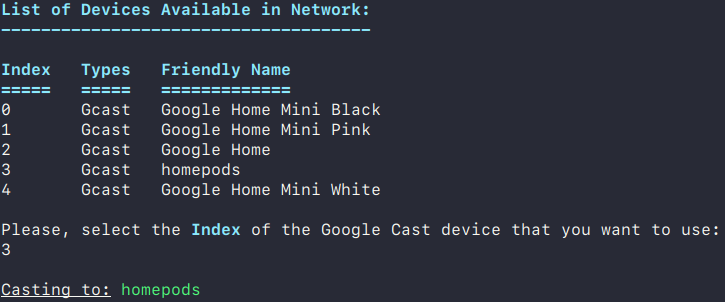 List of Devices Available in Network:
-------------------------------------
Index   Types   Friendly Name
=====   =====   =============
0       Gcast   Google Home Mini Black
1       Gcast   Google Home Mini Pink
2       Gcast   Google Home
3       Gcast   homepods
4       Gcast   Google Home Mini White
Please, select the Index of the Google Cast device that you want to use:
3
Casting to: homepods